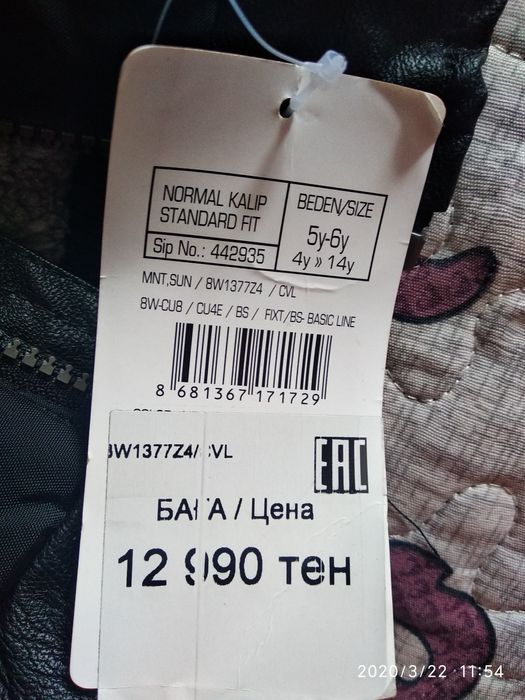 NORMAL KALIP
STANDARD FIT
BEDEN/SIZE
5y-6y
4y » 14y
Sip No.: 442935
MNT,SUN / 8W1377Z4 / CVL
8W-CU8 / CU4E / BS / FIXT/BS- BASIC LINE
8 681367 171729
8W1377Z4/CVL
EAC
БАҒА / Цена
12 990 тен
2020/3/22 11:54